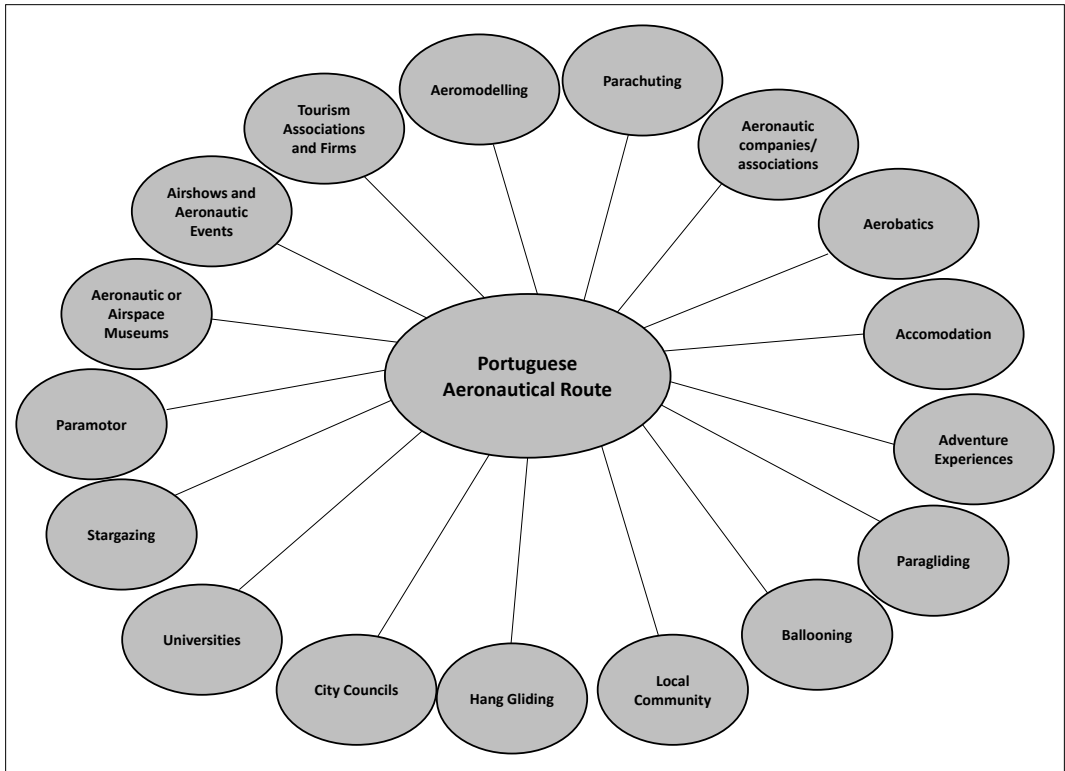 Aeromodelling
Parachuting
Tourism
Associations
and Firms
Aeronautic
companies/
associations
Airshows and
Aeronautic
Events
Aerobatics
Aeronautic or
Airspace
Museums
Accomodation
Portuguese
Aeronautical Route
Paramotor
Adventure
Experiences
Stargazing
Paragliding
Universities
Ballooning
City Councils
Hang Gliding
Local
Community